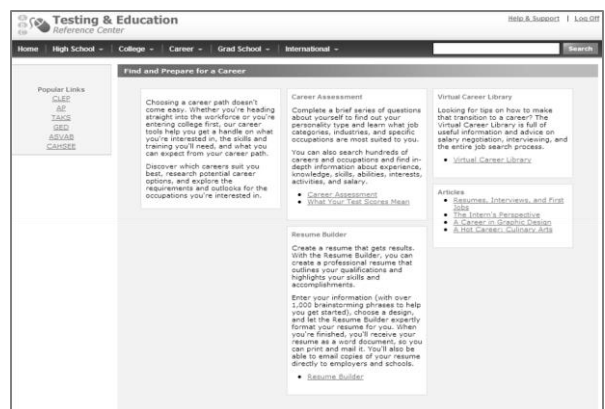 Testing & Education
Reference Center
Help & Support | Log Off
Home | High School | College | Career | Grad School | International
Search
Popular Links
CLEP
AP
TAKS
GED
ASVAB
CAHSEE
Find and Prepare for a Career
Choosing a career path doesn't
come easy. Whether you're heading
straight into the workforce or you're
entering college first, our career
tools help you get a handle on what
you're interested in, the skills and
training you'll need, and what you
can expect from your career path.
Discover which careers suit you
best, research potential career
options, and explore the
requirements and outlooks for the
occupations you're interested in.
Career Assessment
Complete a brief series of questions
about yourself to find out your
personality type and learn what job
categories, industries, and specific
occupations are most suited to you.
You can also search hundreds of
careers and occupations and find in-
depth information about experience,
knowledge, skills, abilities, interests,
activities, and salary.
• Career Assessment
• What Your Test Scores Mean
Resume Builder
Create a resume that gets results.
With the Resume Builder, you can
create a professional resume that
outlines your qualifications and
highlights your skills and
accomplishments.
Enter your information (with over
1,000 brainstorming phrases to help
you get started), choose a design,
and let the Resume Builder expertly
format your resume for you. When
you're finished, you'll receive your
resume as a word document, so you
can print and mail it. You'll also be
able to email copies of your resume
directly to employers and schools.
• Resume Builder
Virtual Career Library
Looking for tips on how to make
that transition to a career? The
Virtual Career Library is full of
useful information and advice on
salary negotiation, interviewing, and
the entire job search process.
• Virtual Career Library
Articles
• Resumes, Interviews, and First
Jobs
• The Intern's Perspective
• A Career in Graphic Design
• A Hot Career: Culinary Arts